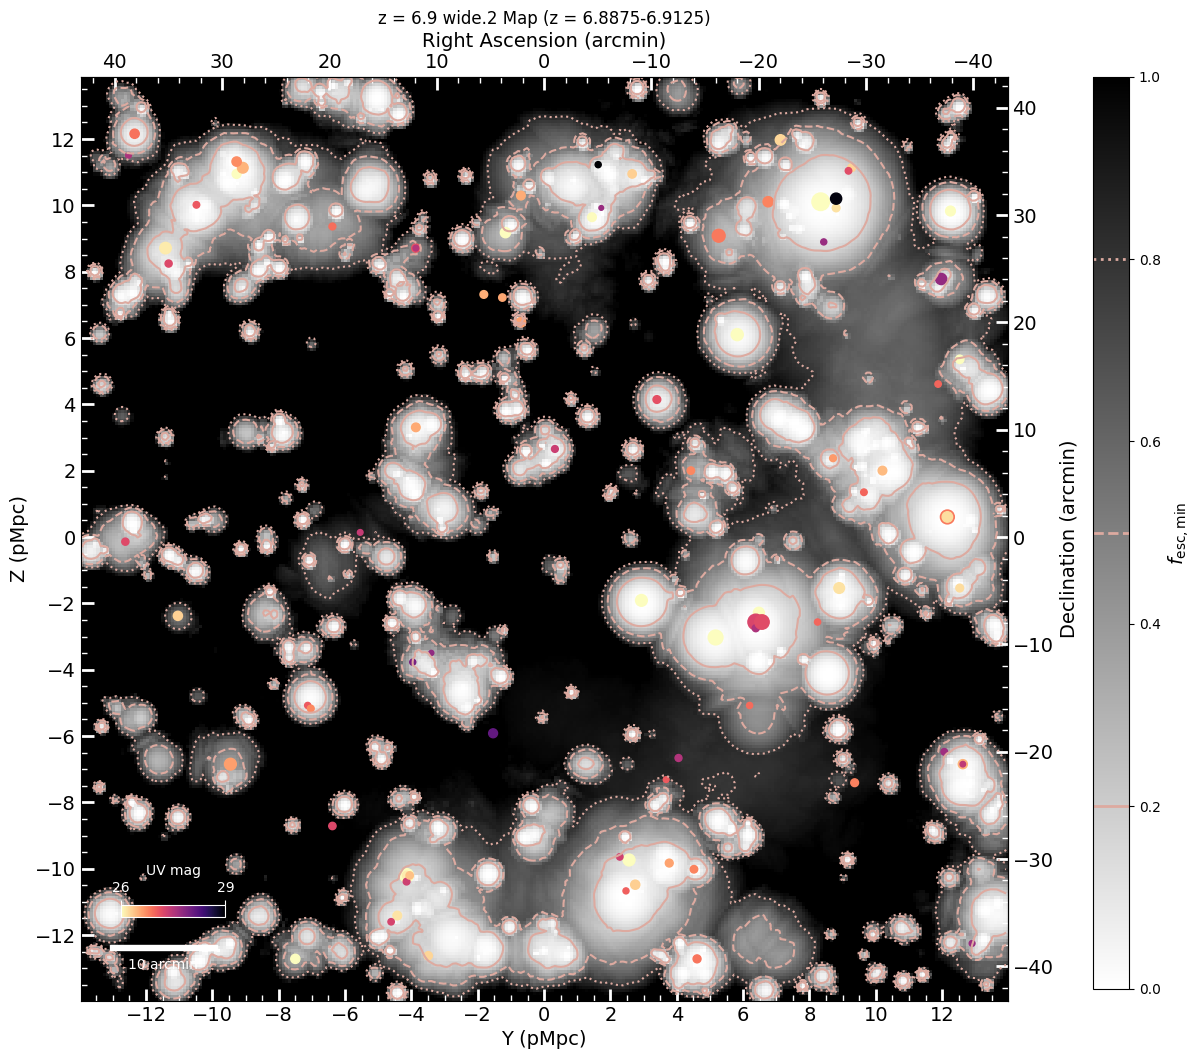 z = 6.9 wide.2 Map (z = 6.8875-6.9125)
Right Ascension (arcmin)
40 30 20 10 0 −10 −20 −30 −40
12
10
8
6
4
2
0
−2
−4
−6
−8
−10
−12
Z (pMpc)
40
30
20
10
0
−10
−20
−30
−40
Declination (arcmin)
UV mag
26 29
10 arcmin
−12 −10 −8 −6 −4 −2 0 2 4 6 8 10 12
Y (pMpc)
1.0
0.8
0.6
0.4
0.2
0.0
fesc,min